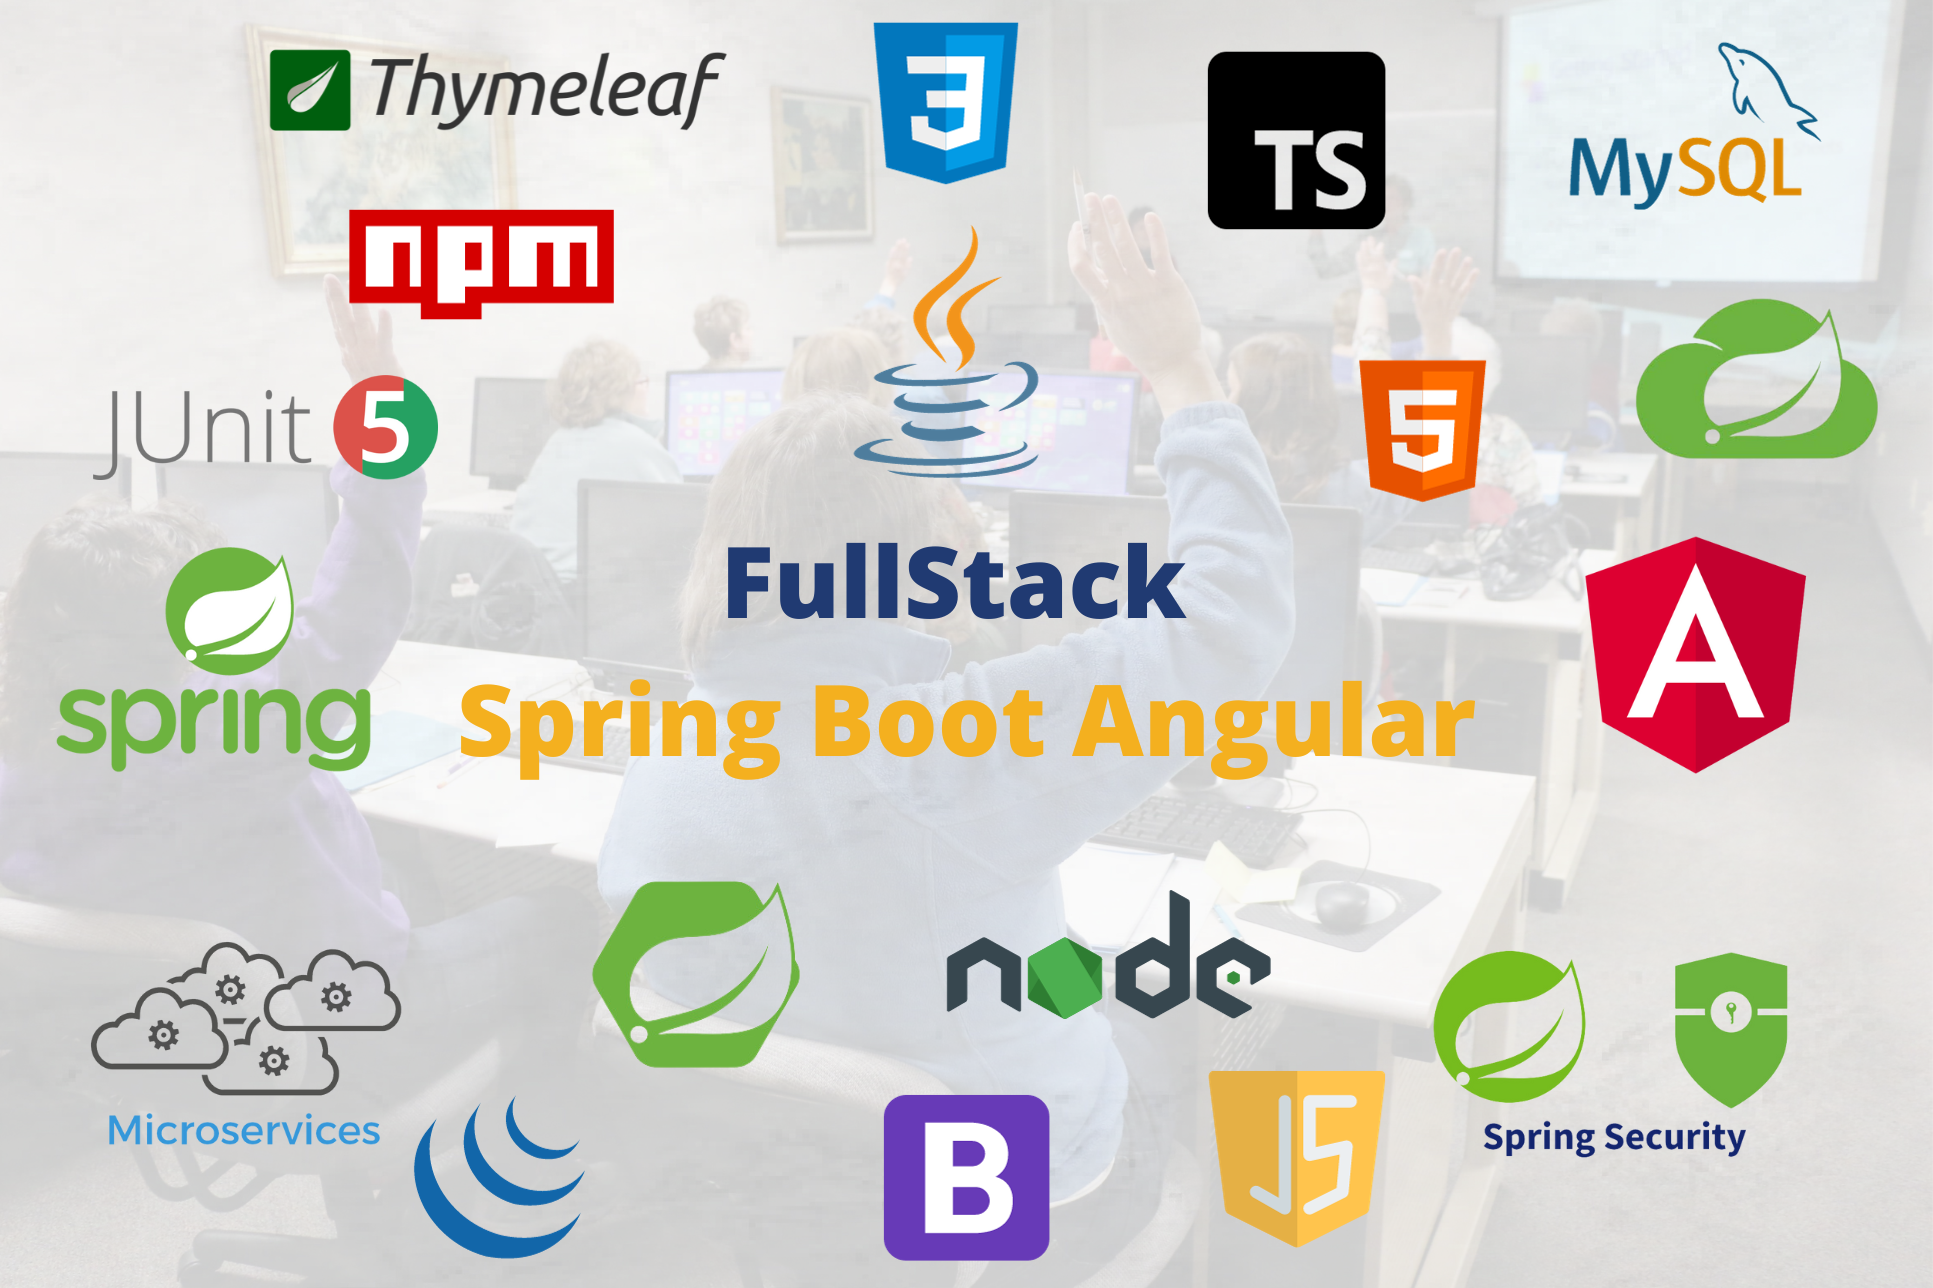 Thymeleaf
3
TS
MySQL
npm
JUnit 5
5
FullStack
A
spring
Spring Boot Angular
node
Microservices
B
JS
Spring Security